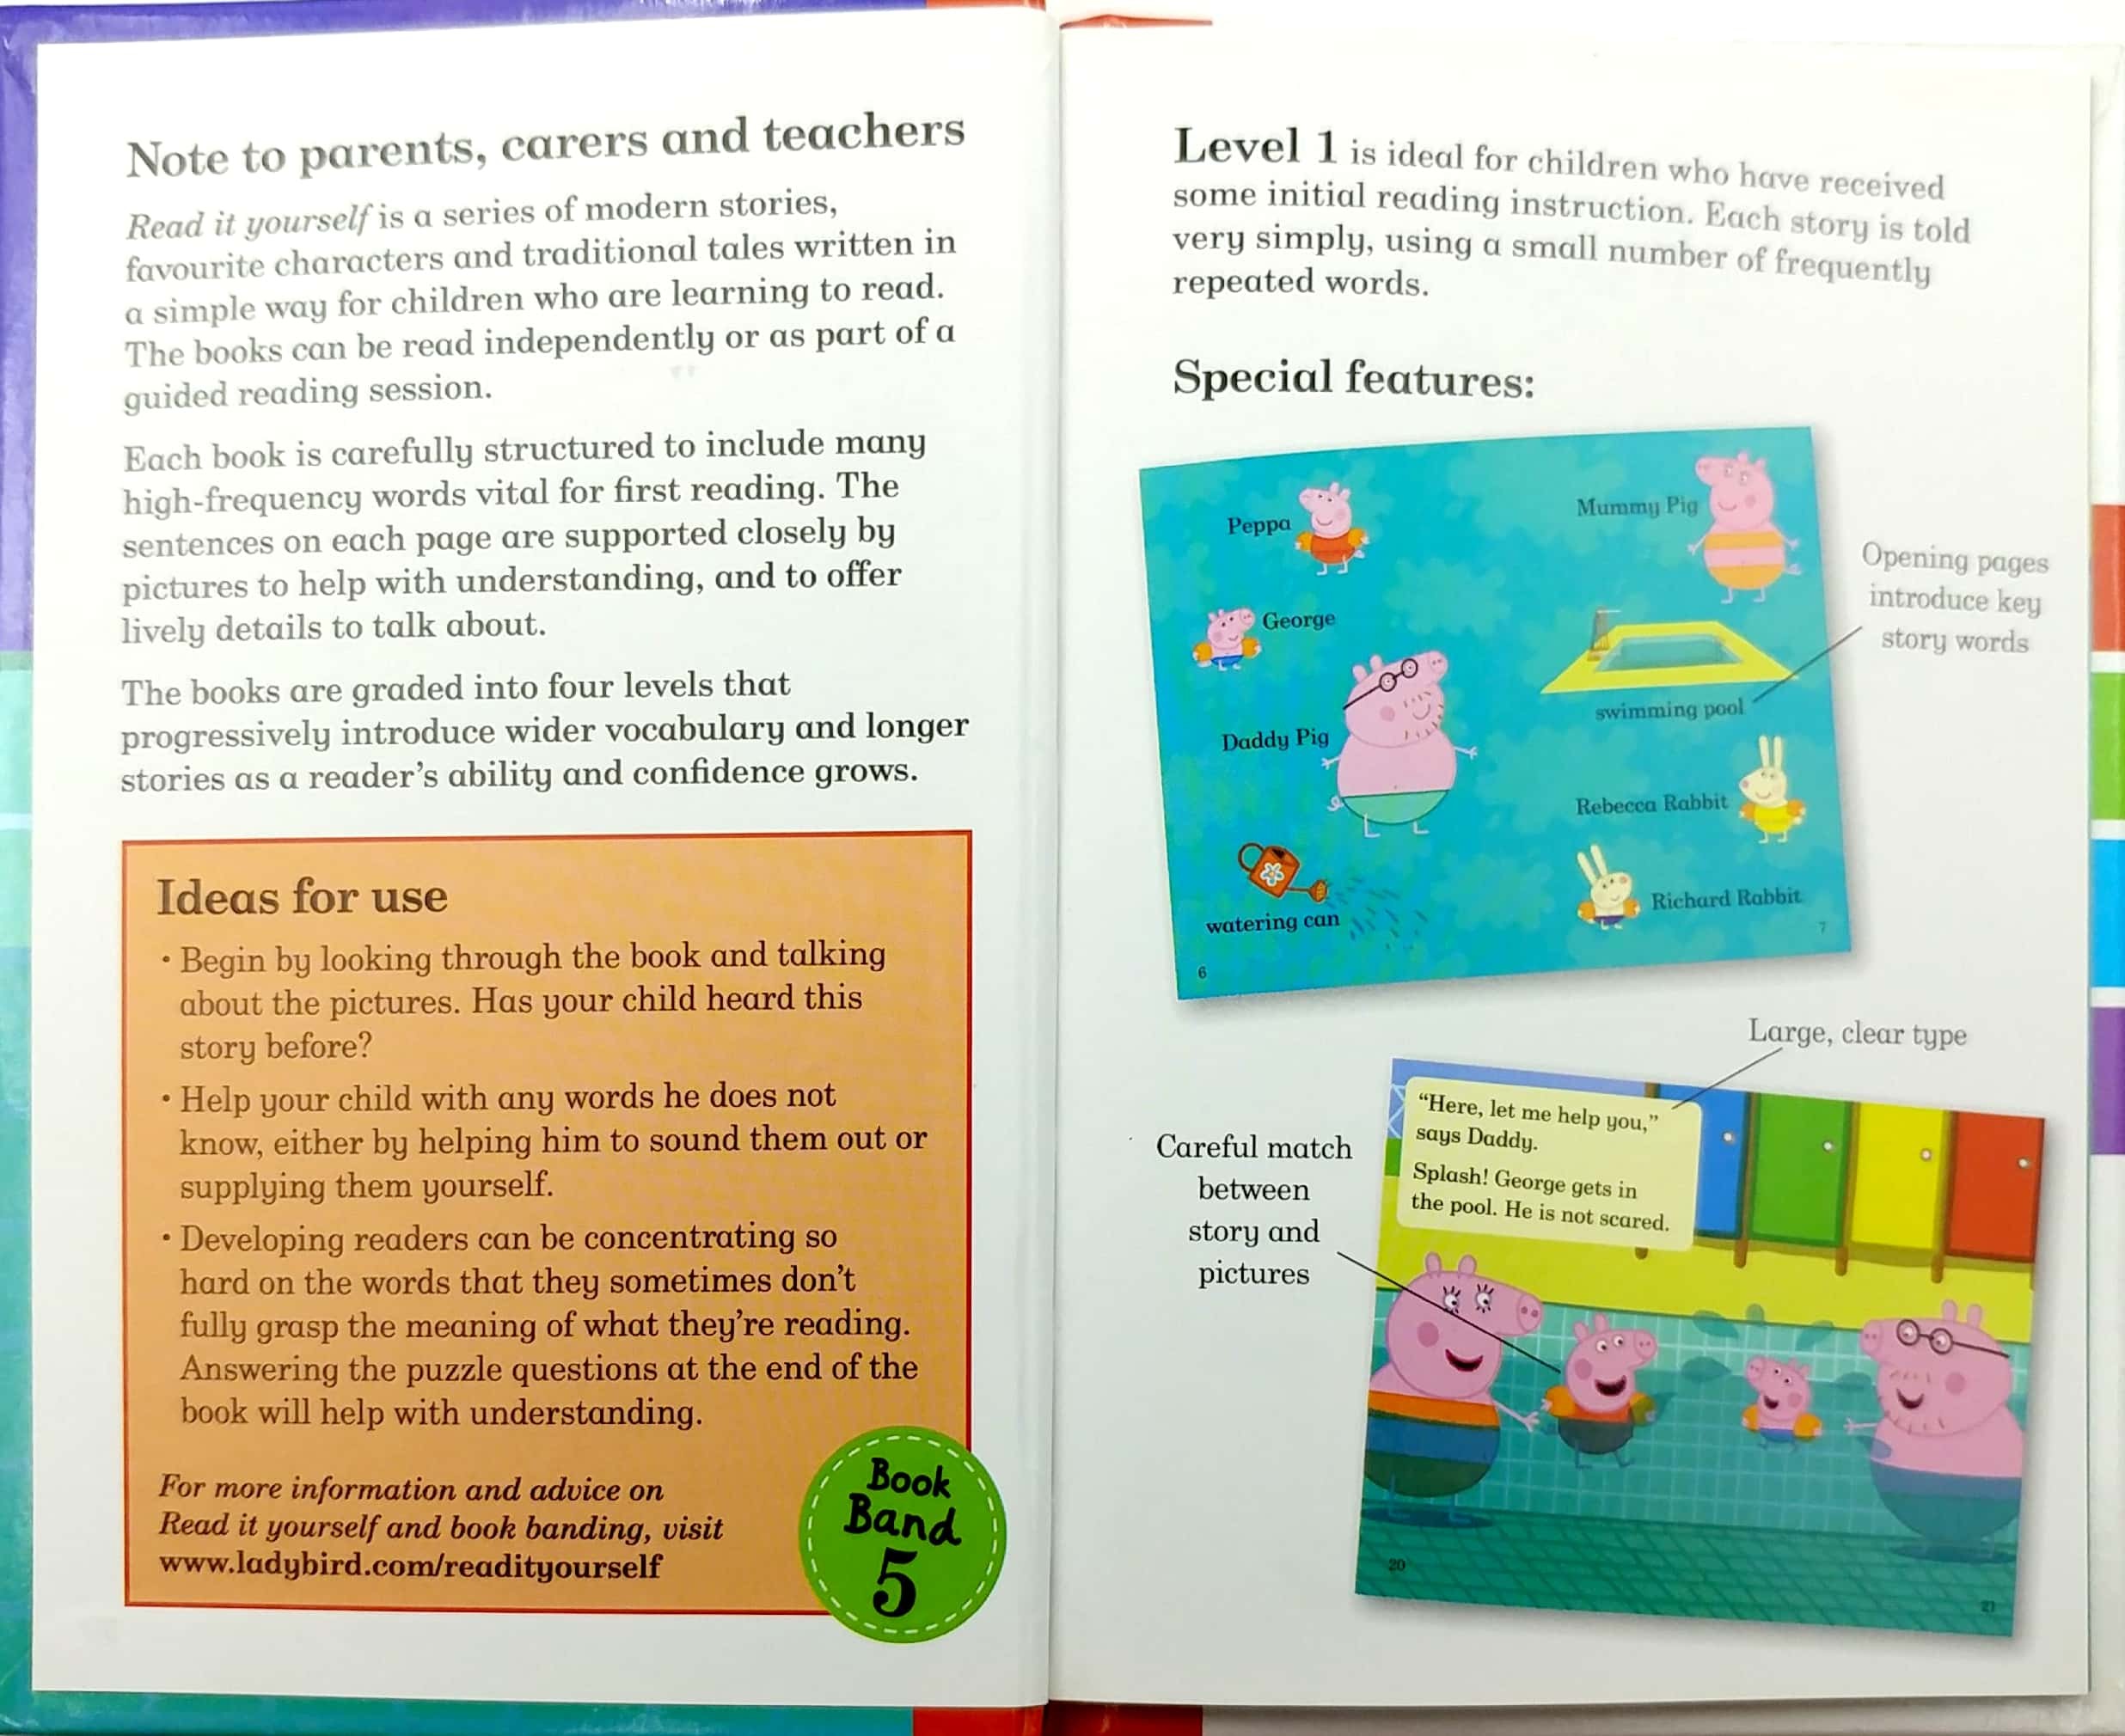 Note to parents, carers and teachers
Read it yourself is a series of modern stories,
favourite characters and traditional tales written in
a simple way for children who are learning to read.
The books can be read independently or as part of a
guided reading session.
Each book is carefully structured to include many
high-frequency words vital for first reading. The
sentences on each page are supported closely by
pictures to help with understanding, and to offer
lively details to talk about.
The books are graded into four levels that
progressively introduce wider vocabulary and longer
stories as a reader's ability and confidence grows.
Ideas for use
• Begin by looking through the book and talking
about the pictures. Has your child heard this
story before?
• Help your child with any words he does not
know, either by helping him to sound them out or
supplying them yourself.
• Developing readers can be concentrating so
hard on the words that they sometimes don't
fully grasp the meaning of what they're reading.
Answering the puzzle questions at the end of the
book will help with understanding.
For more information and advice on
Read it yourself and book banding, visit
www.ladybird.com/readityourself
Book
Band
5
Level 1 is ideal for children who have received
some initial reading instruction. Each story is told
very simply, using a small number of frequently
repeated words.
Special features:
Peppa
Mummy Pig
George
swimming pool
Daddy Pig
Rebecca Rabbit
Richard Rabbit
watering can
6
7
Opening pages
introduce key
story words
Large, clear type
"Here, let me help you,"
says Daddy.
Splash! George gets in
the pool. He is not scared.
Careful match
between
story and
pictures
20
21